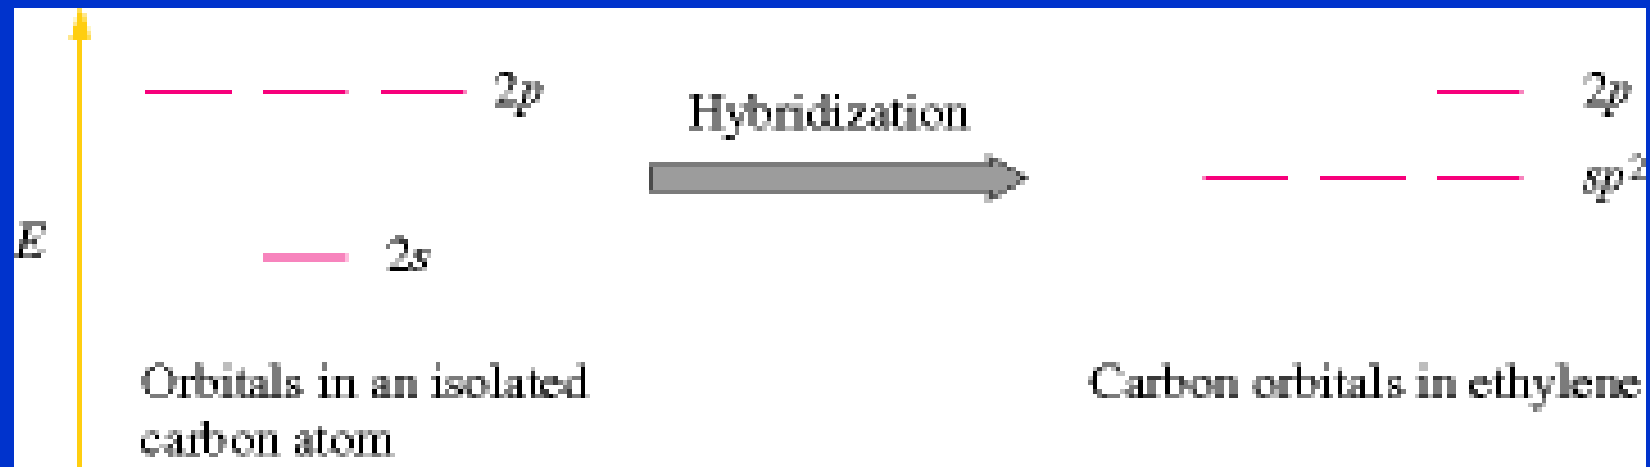 2p
Hybridization
2p
sp²
E
2s
Orbitals in an isolated
carbon atom
Carbon orbitals in ethylene